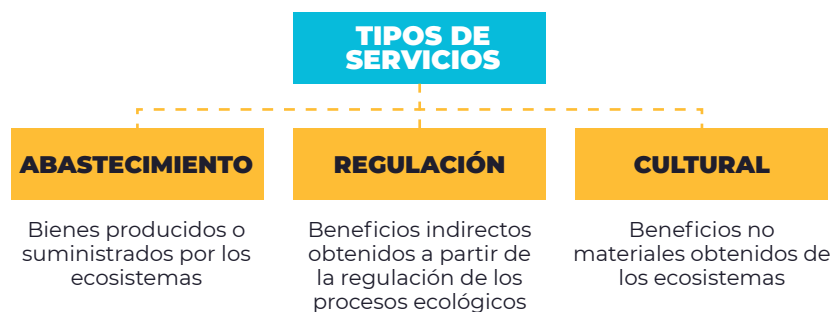 TIPOS DE
SERVICIOS
ABASTECIMIENTO
Bienes producidos o
suministrados por los
ecosistemas
REGULACIÓN
Beneficios indirectos
obtenidos a partir de
la regulación de los
procesos ecológicos
CULTURAL
Beneficios no
materiales obtenidos de
los ecosistemas